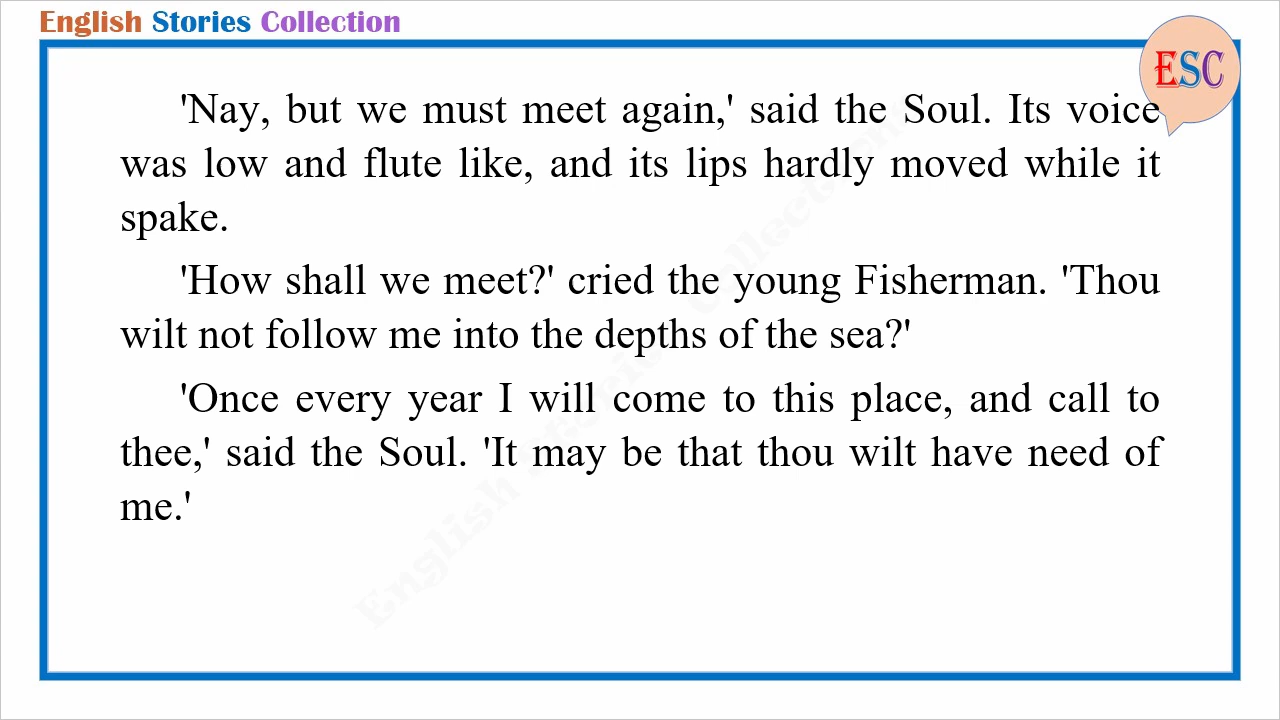 English Stories Collection
ESC
'Nay, but we must meet again,' said the Soul. Its voice
was low and flute like, and its lips hardly moved while it
spake.
'How shall we meet?' cried the young Fisherman. 'Thou
wilt not follow me into the depths of the sea?'
'Once every year I will come to this place, and call to
thee,' said the Soul. 'It may be that thou wilt have need of
me.'
English Stories Collection